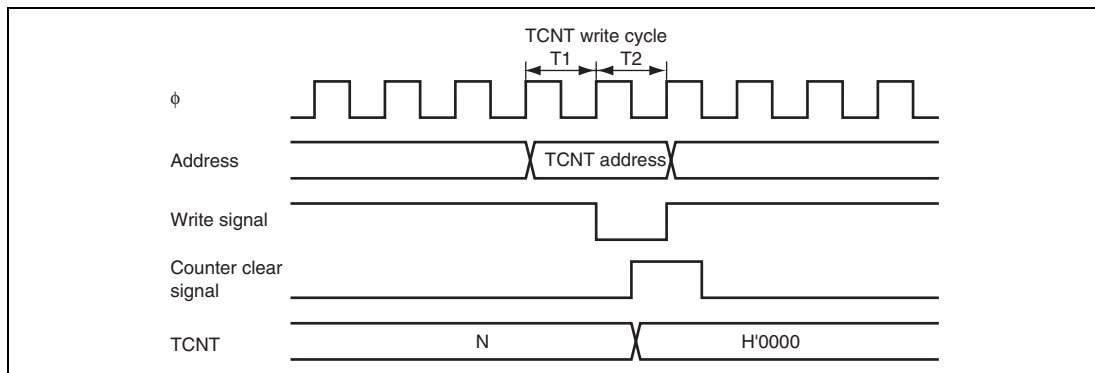 TCNT write cycle
T1 T2
φ
Address TCNT address
Write signal
Counter clear
signal
TCNT N H'0000